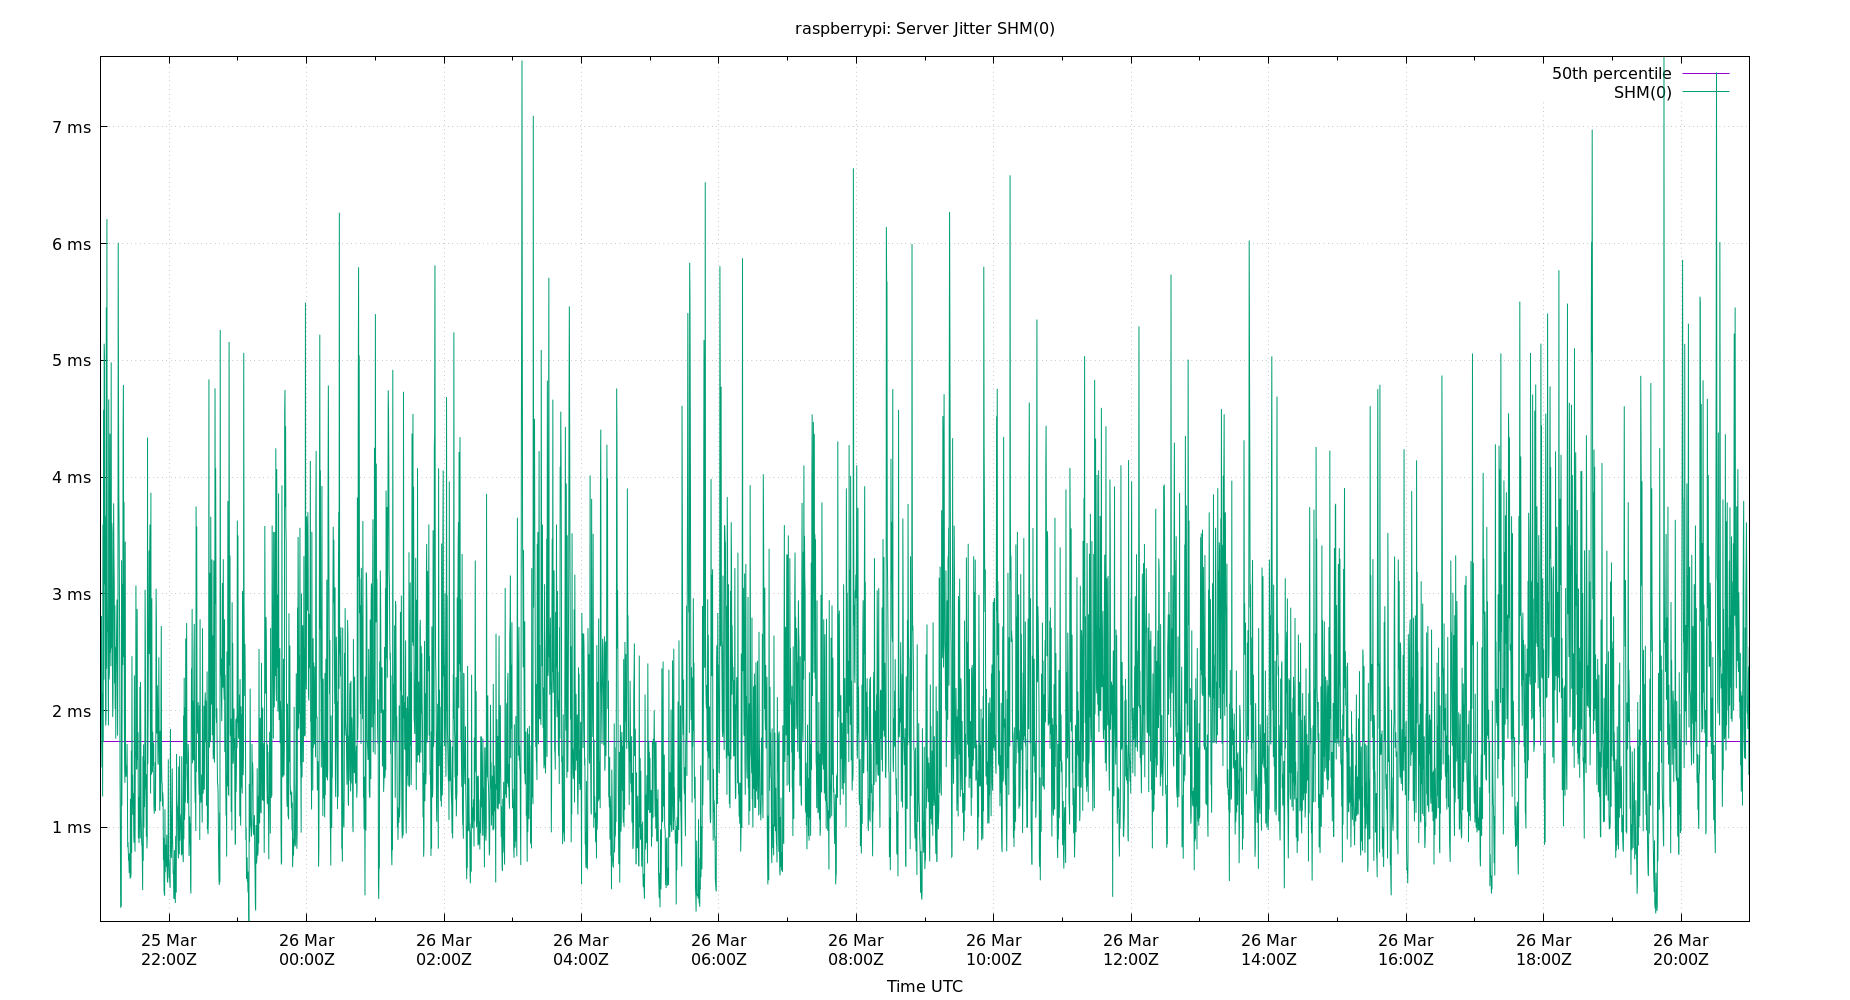 raspberrypi: Server Jitter SHM(0)
50th percentile
SHM(0)
7 ms
6 ms
5 ms
4 ms
3 ms
2 ms
1 ms
25 Mar 26 Mar 26 Mar 26 Mar 26 Mar 26 Mar 26 Mar 26 Mar 26 Mar 26 Mar 26 Mar 26 Mar
22:00Z 00:00Z 02:00Z 04:00Z 06:00Z 08:00Z 10:00Z 12:00Z 14:00Z 16:00Z 18:00Z 20:00Z
Time UTC